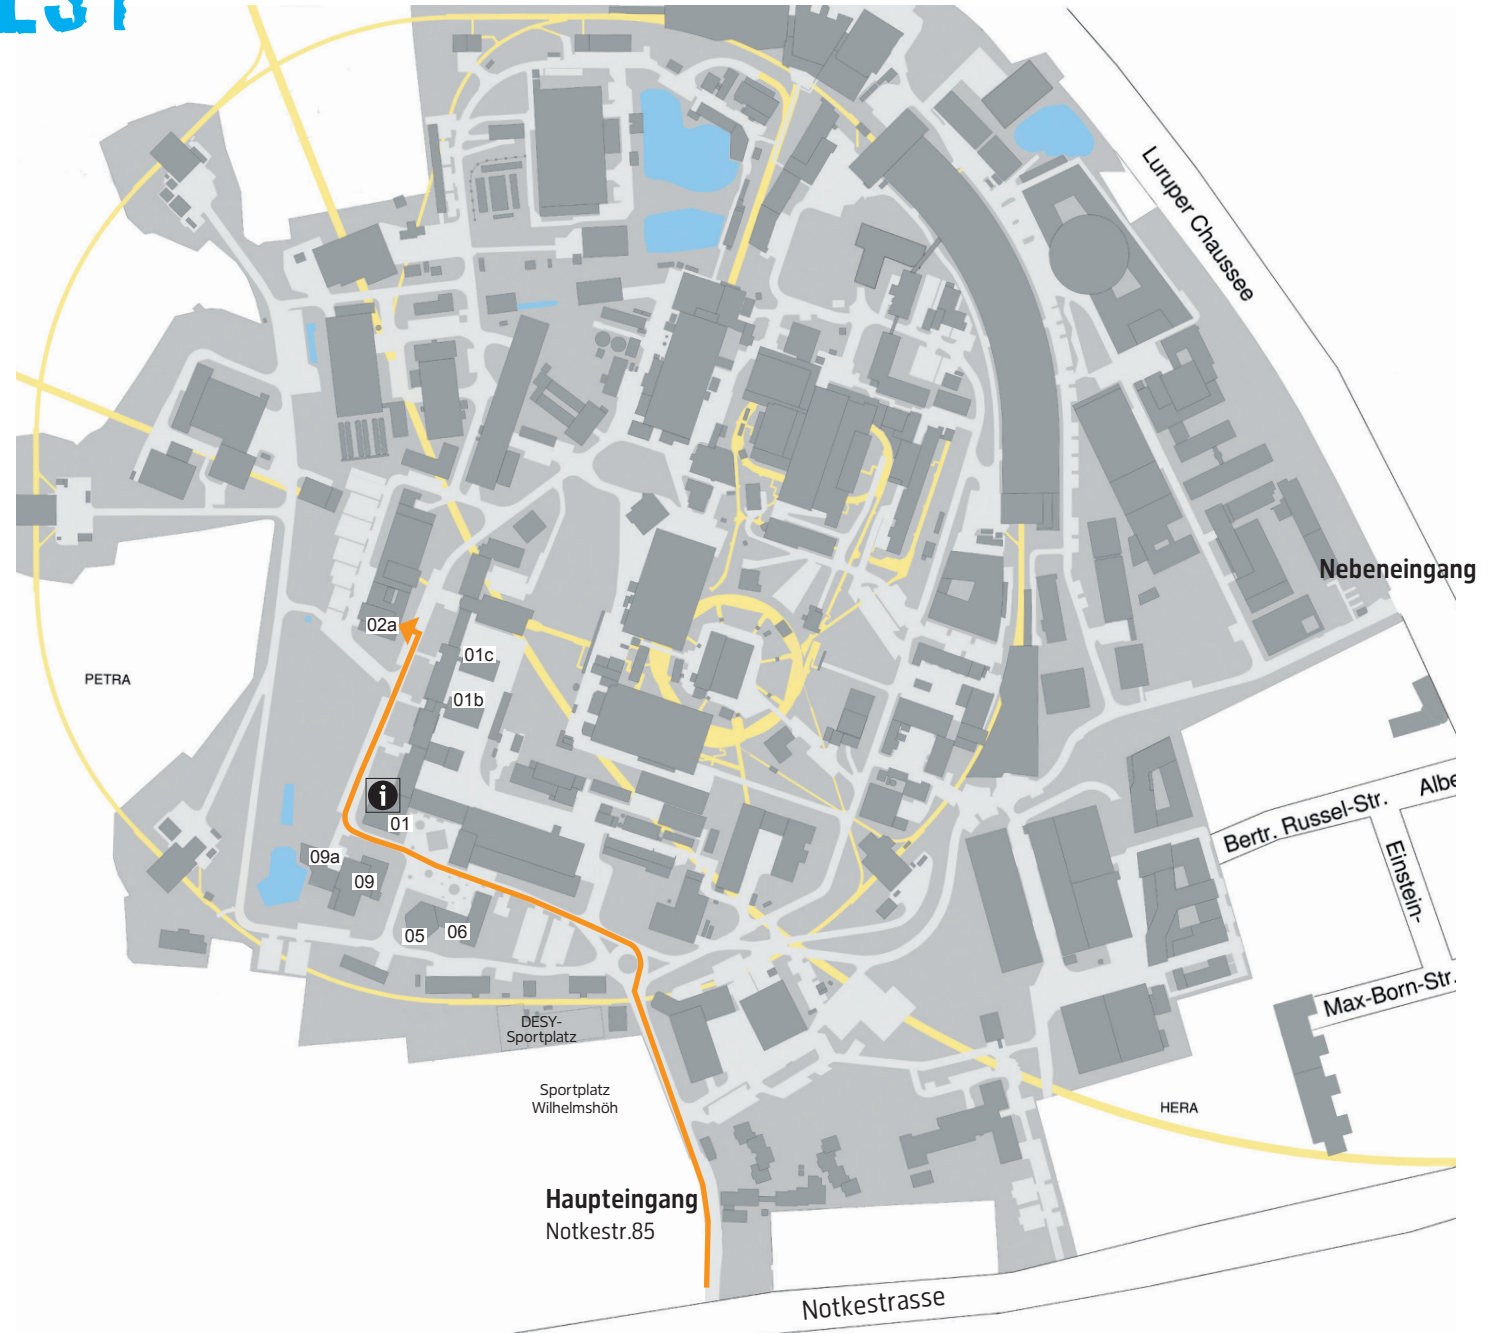 Luruper Chaussee
Nebeneingang
02a
01c
PETRA
01b
i
01
Bertr. Russel-Str.
Einstein-
09a
09
05
06
Max-Born-Str.
DESY-
Sportplatz
Sportplatz
Wilhelmshöh
HERA
Haupteingang
Notkestr.85
Notkestrasse